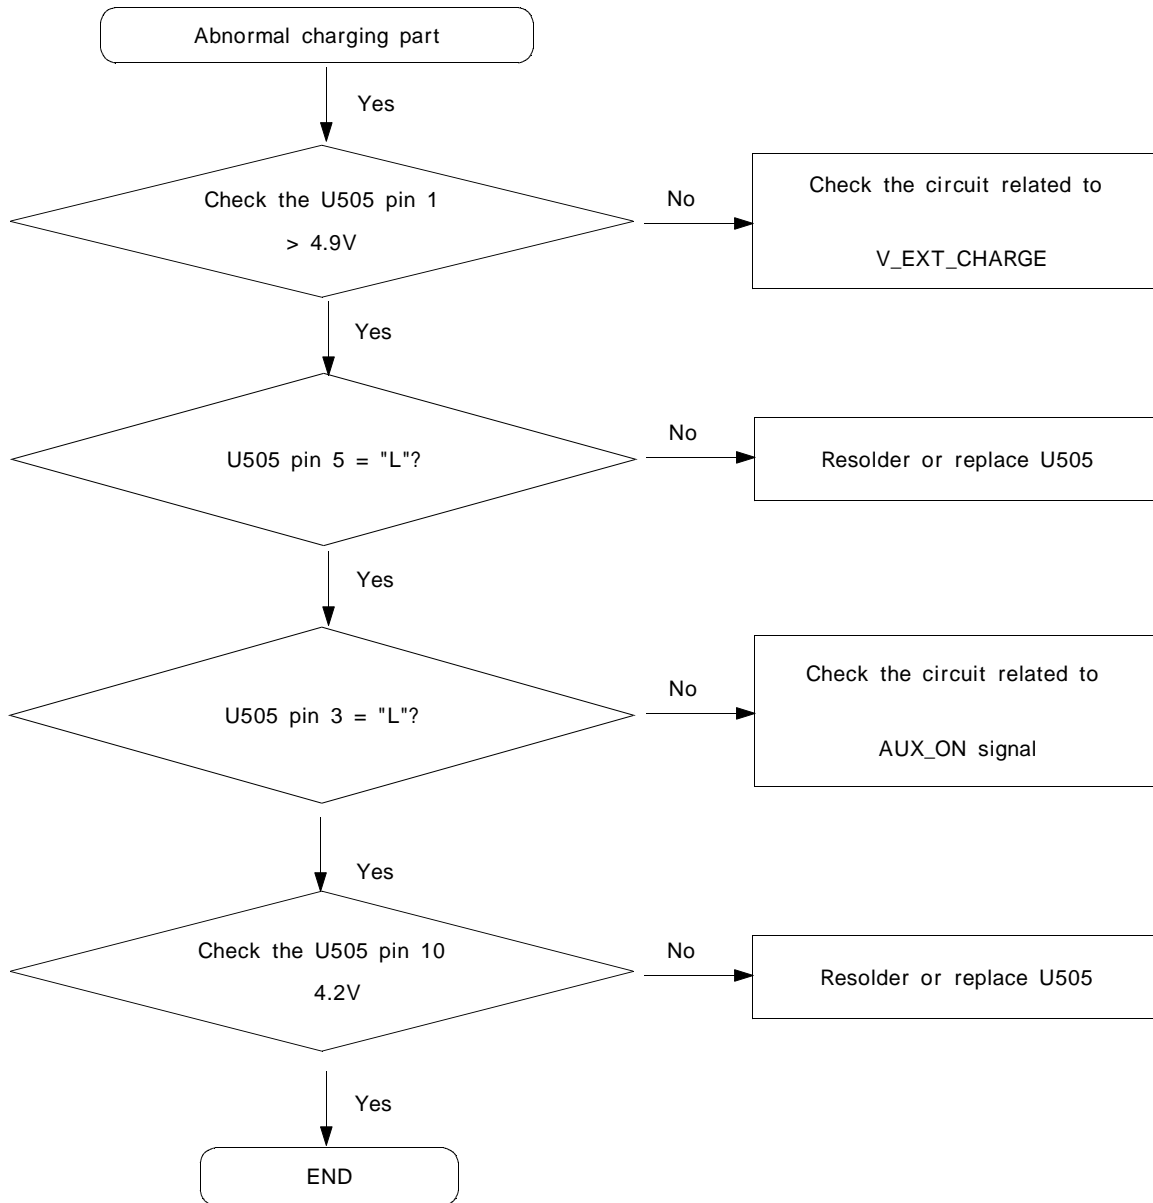 Abnormal charging part
Yes
Check the U505 pin 1
> 4.9V
No
Check the circuit related to
V_EXT_CHARGE
Yes
U505 pin 5 = "L"?
No
Resolder or replace U505
Yes
U505 pin 3 = "L"?
No
Check the circuit related to
AUX_ON signal
Yes
Check the U505 pin 10
4.2V
No
Resolder or replace U505
Yes
END